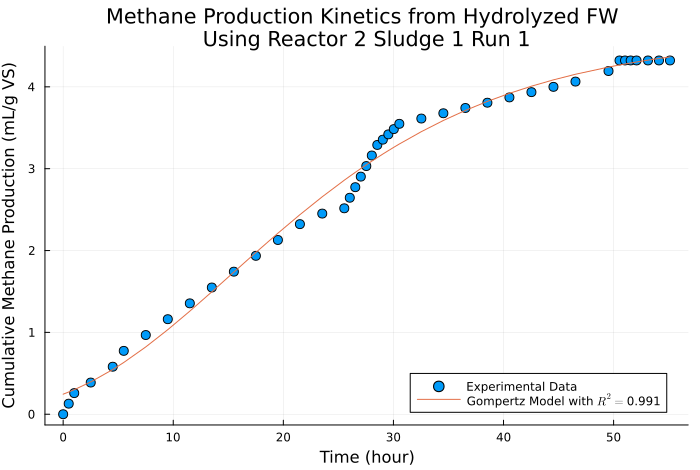 Methane Production Kinetics from Hydrolyzed FW
Using Reactor 2 Sludge 1 Run 1
Cumulative Methane Production (mL/g VS)
4
3
2
1
0
0 10 20 30 40 50
Time (hour)
Experimental Data
Gompertz Model with R² = 0.991